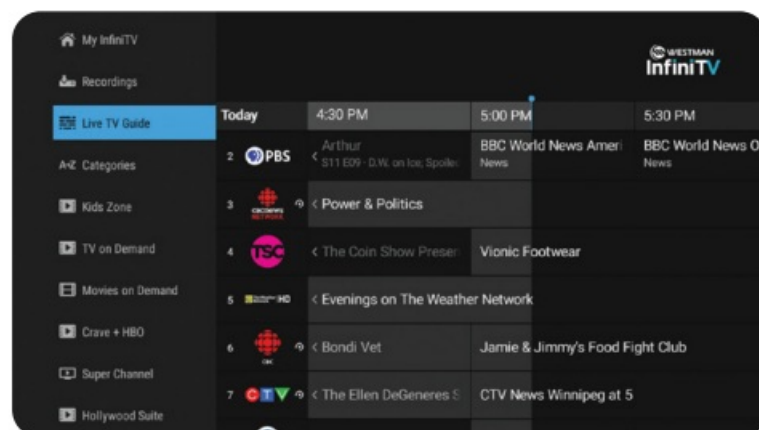 My InfiniTV
Recordings
Live TV Guide
A-Z Categories
Kids Zone
TV on Demand
Movies on Demand
Crave + HBO
Super Channel
Hollywood Suite
WESTMAN
InfiniTV
Today 4:30 PM 5:00 PM 5:30 PM
2 PBS < Arthur BBC World News Ameri BBC World News O
S11 E09 - D.W. on Ice; Spoile News News
3 CBC NEWS NETWORK < Power & Politics
4 TSC < The Coin Show Presen Vionic Footwear
5 HD < Evenings on The Weather Network
6 CBC < Bondi Vet Jamie & Jimmy's Food Fight Club
7 CTV < The Ellen DeGeneres S CTV News Winnipeg at 5